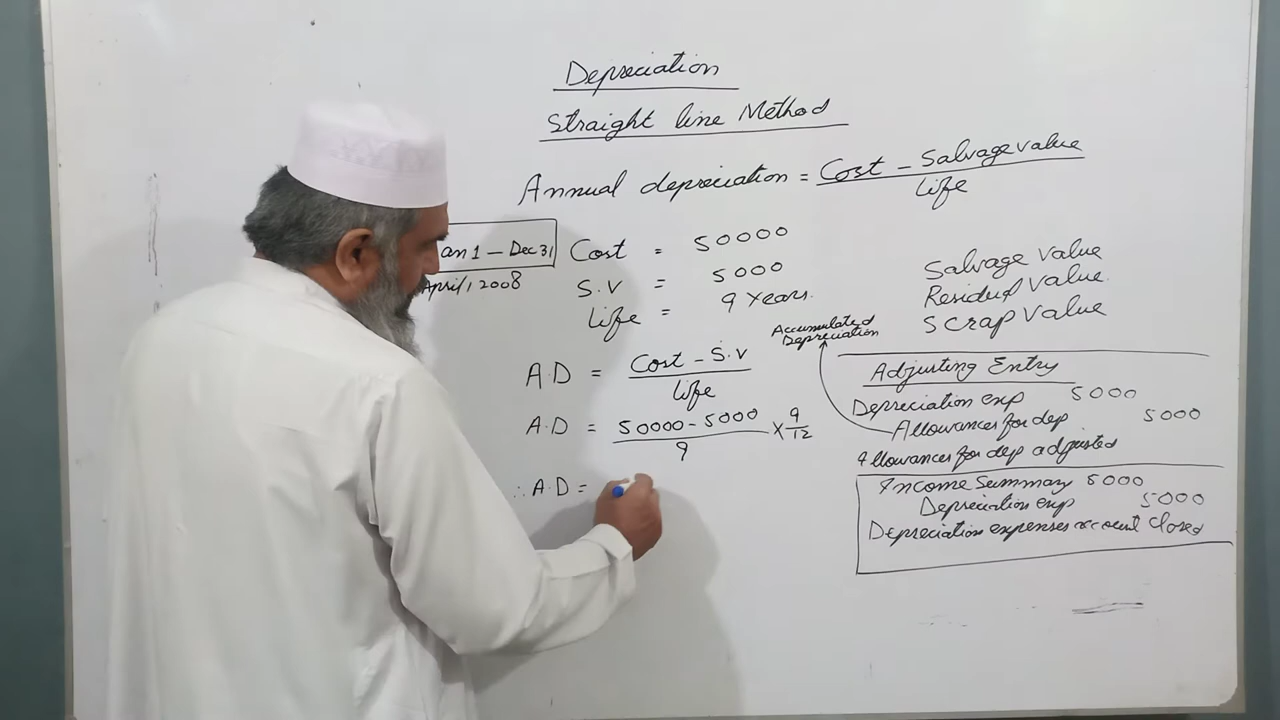 Depreciation
Straight line Method
Annual depreciation = Cost - Salvage value / life
an 1 - Dec 31
April 1 2008
Cost = 50000
S.V = 5000
life = 9 years.
Salvage value
Residual value
Scrap value
Accumulated
Depreciation
A.D = Cost - S.V / life
A.D = 50000 - 5000 / 9 × 9/12
∴ A.D =
Adjusting Entry
Depreciation exp 5000
Allowances for dep 5000
Allowances for dep adjusted
Income Summary 5000
Depreciation exp 5000
Depreciation expenses account closed